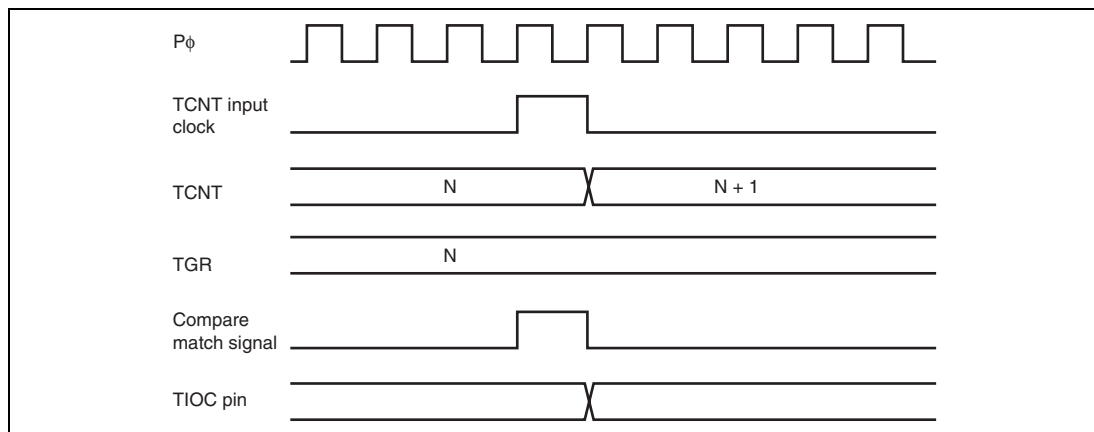 Pϕ
TCNT input
clock
TCNT
N
N + 1
TGR
N
Compare
match signal
TIOC pin